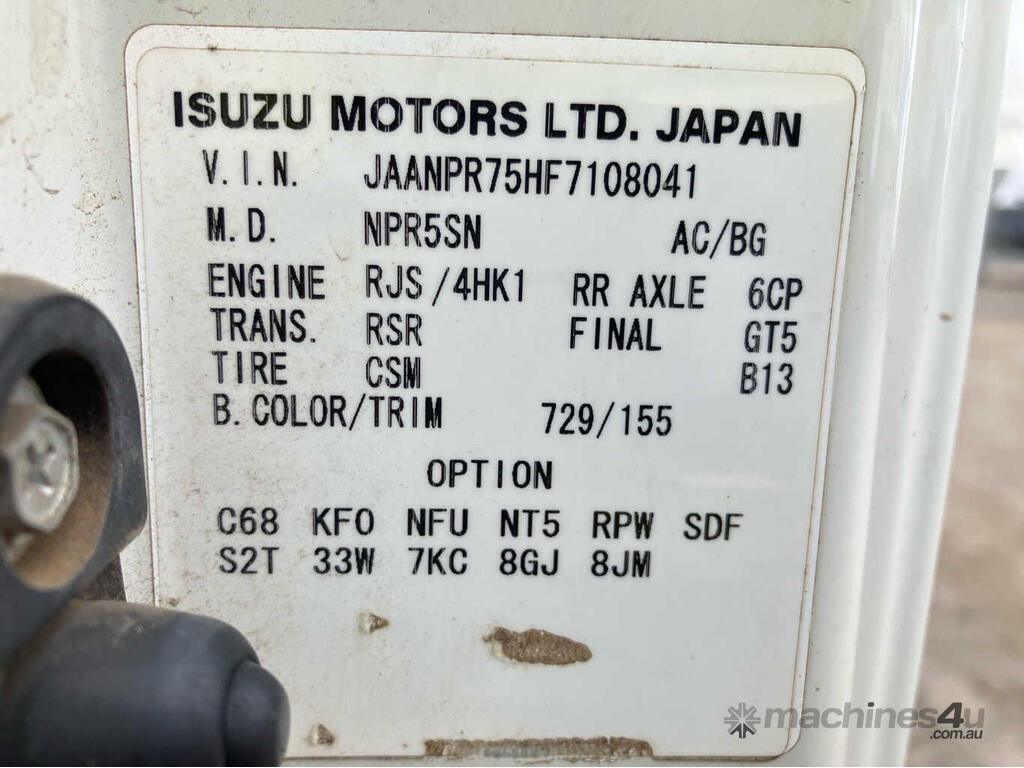 ISUZU MOTORS LTD. JAPAN
V.I.N. JAANPR75HF7108041
M.D. NPR5SN AC/BG
ENGINE RJS/4HK1 RR AXLE 6CP
TRANS. RSR FINAL GT5
TIRE CSM B13
B.COLOR/TRIM 729/155
OPTION
C68 KFO NFU NT5 RPW SDF
S2T 33W 7KC 8GJ 8JM
machines4u
.com.au